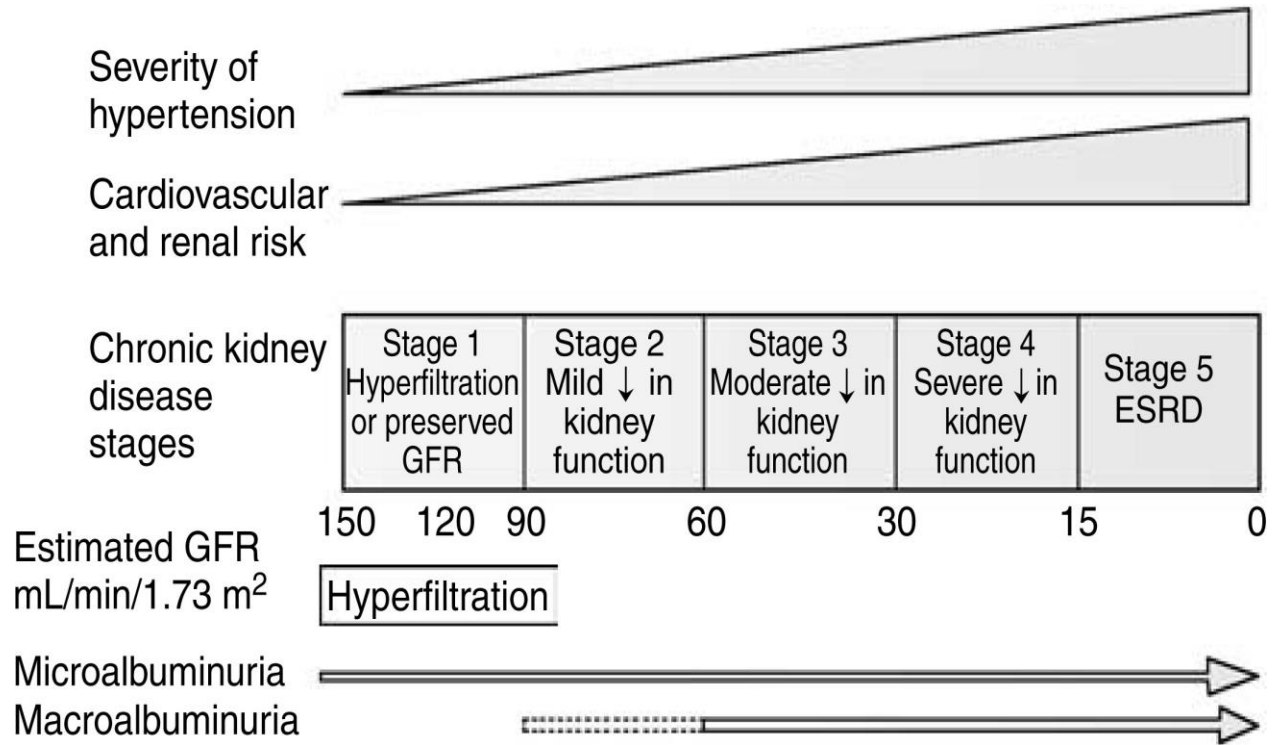 Severity of
hypertension
Cardiovascular
and renal risk
Chronic kidney
disease
stages
Stage 1
Hyperfiltration
or preserved
GFR
Stage 2
Mild ↓ in
kidney
function
Stage 3
Moderate ↓ in
kidney
function
Stage 4
Severe ↓ in
kidney
function
Stage 5
ESRD
150 120 90 60 30 15 0
Estimated GFR
mL/min/1.73 m²
Hyperfiltration
Microalbuminuria
Macroalbuminuria